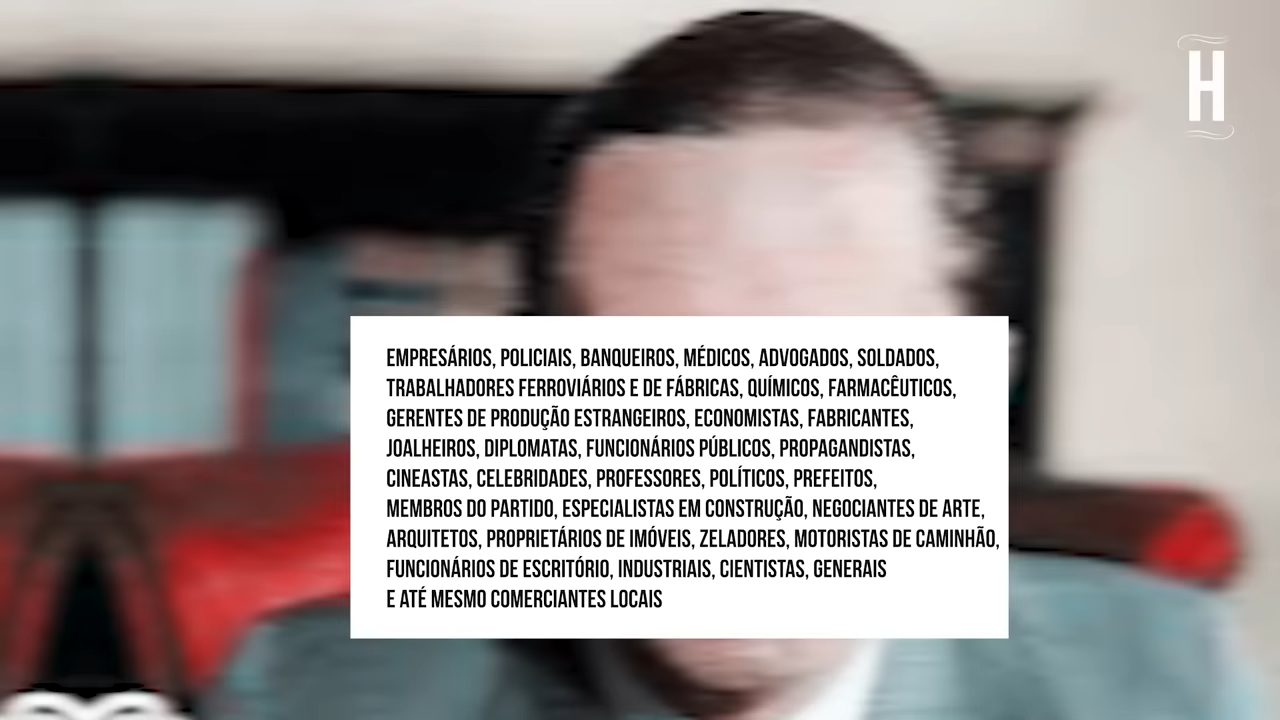 H
EMPRESÁRIOS, POLICIAIS, BANQUEIROS, MÉDICOS, ADVOGADOS, SOLDADOS,
TRABALHADORES FERROVIÁRIOS E DE FÁBRICAS, QUÍMICOS, FARMACÊUTICOS,
GERENTES DE PRODUÇÃO ESTRANGEIROS, ECONOMISTAS, FABRICANTES,
JOALHEIROS, DIPLOMATAS, FUNCIONÁRIOS PÚBLICOS, PROPAGANDISTAS,
CINEASTAS, CELEBRIDADES, PROFESSORES, POLÍTICOS, PREFEITOS,
MEMBROS DO PARTIDO, ESPECIALISTAS EM CONSTRUÇÃO, NEGOCIANTES DE ARTE,
ARQUITETOS, PROPRIETÁRIOS DE IMÓVEIS, ZELADORES, MOTORISTAS DE CAMINHÃO,
FUNCIONÁRIOS DE ESCRITÓRIO, INDUSTRIAIS, CIENTISTAS, GENERAIS
E ATÉ MESMO COMERCIANTES LOCAIS